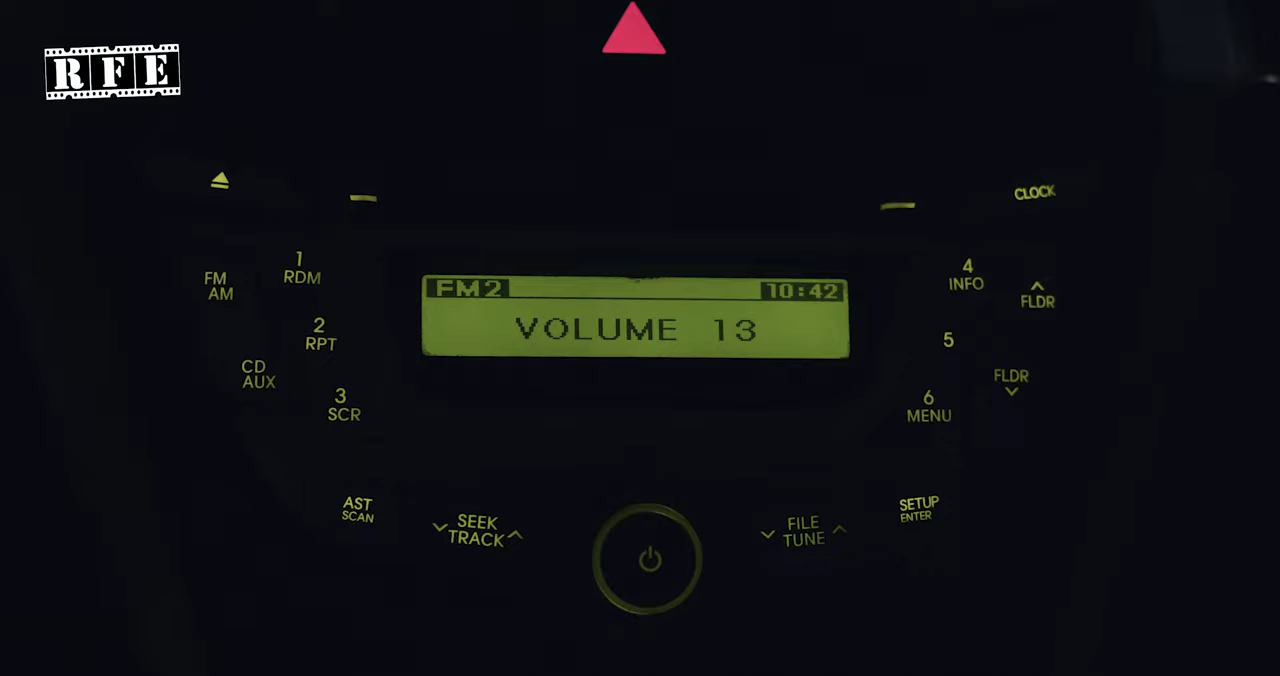 RFE
CLOCK
FM
AM
1
RDM
2
RPT
CD
AUX
3
SCR
FM2
10:42
VOLUME 13
4
INFO
FLDR
5
FLDR
6
MENU
AST
SCAN
SEEK
TRACK
FILE
TUNE
SETUP
ENTER